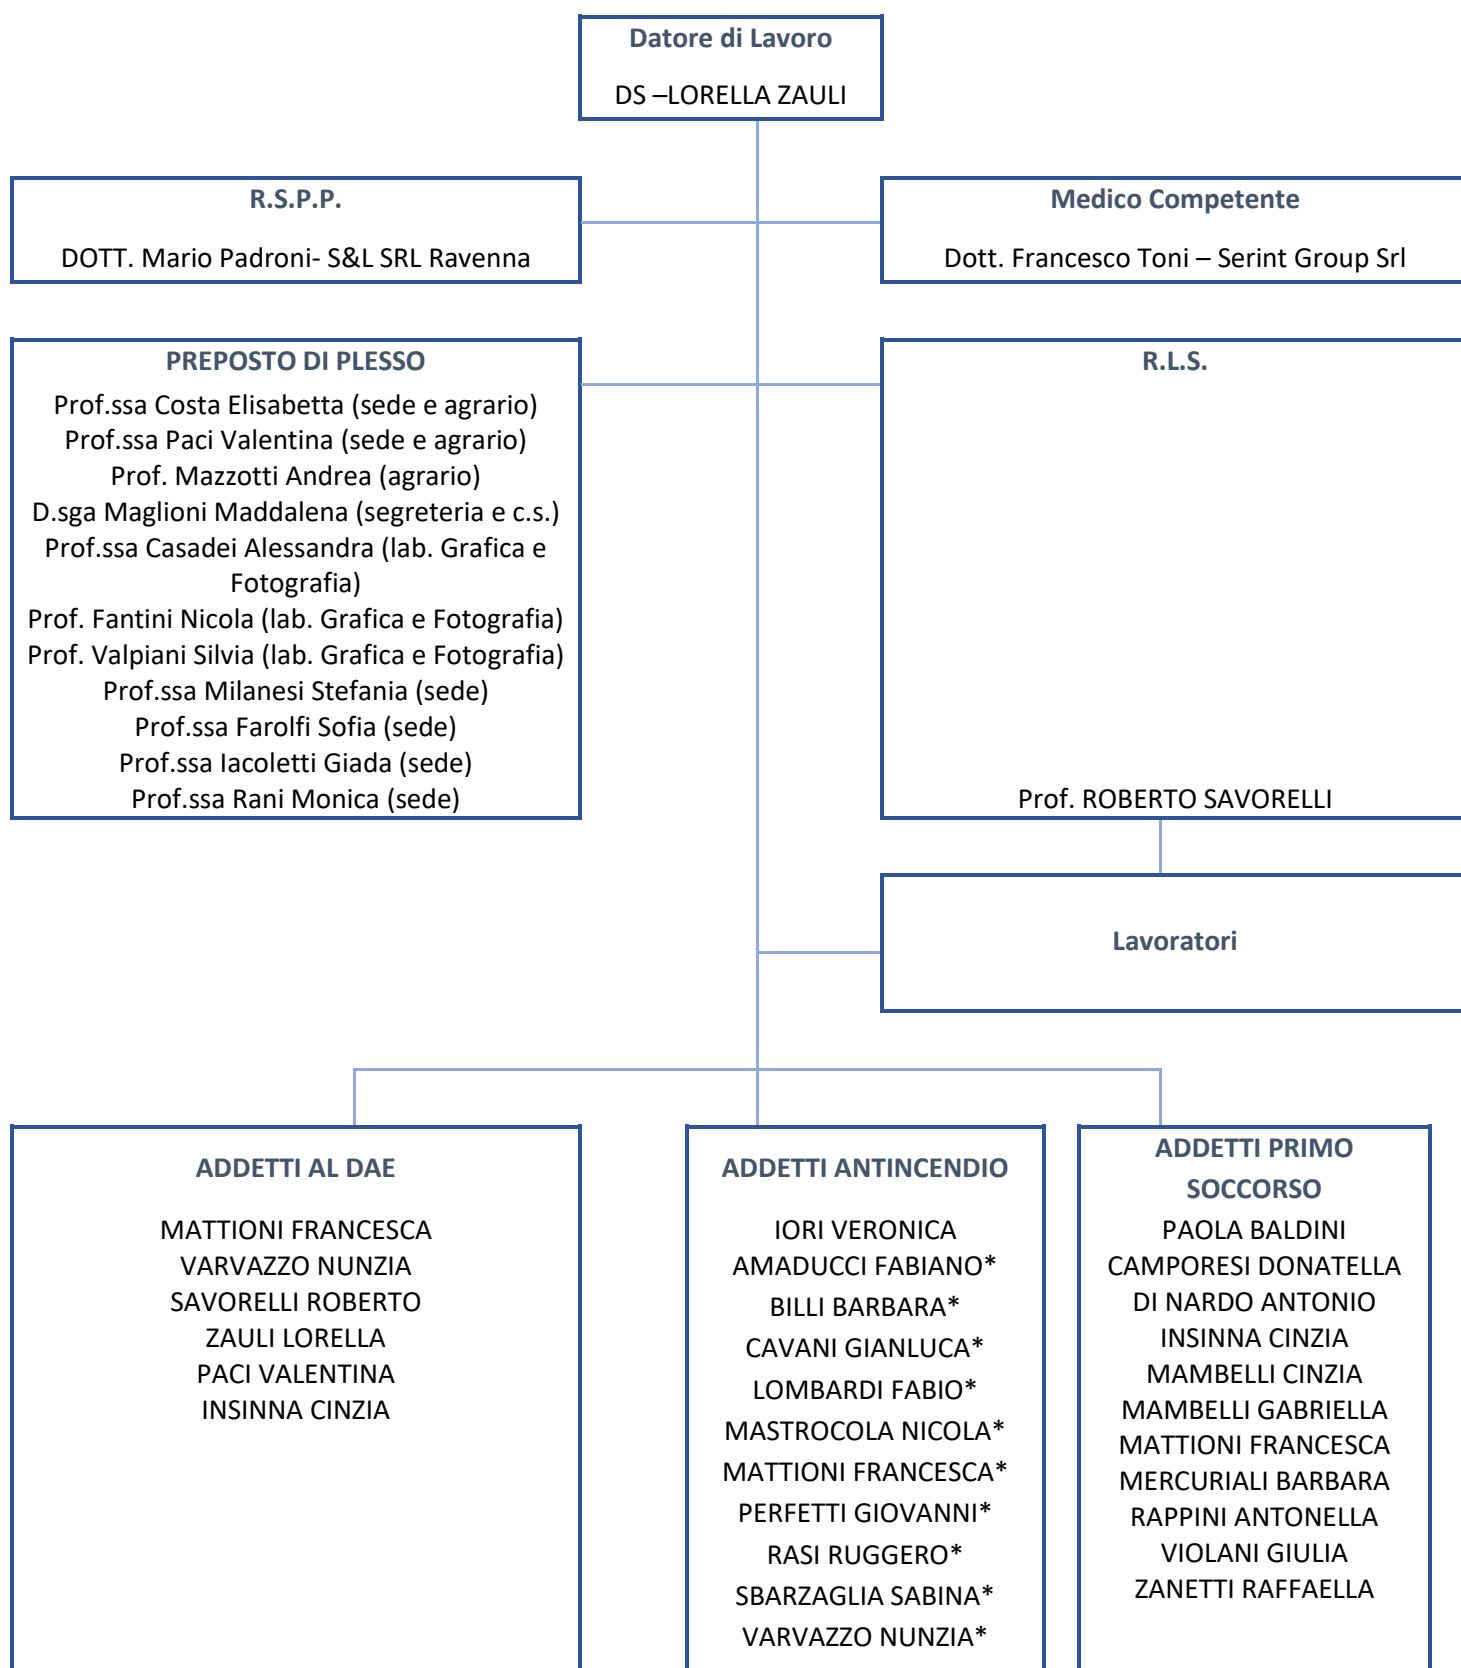 Datore di Lavoro
DS –LORELLA ZAULI
R.S.P.P.
DOTT. Mario Padroni- S&L SRL Ravenna
Medico Competente
Dott. Francesco Toni – Serint Group Srl
PREPOSTO DI PLESSO
Prof.ssa Costa Elisabetta (sede e agrario)
Prof.ssa Paci Valentina (sede e agrario)
Prof. Mazzotti Andrea (agrario)
D.sga Maglioni Maddalena (segreteria e c.s.)
Prof.ssa Casadei Alessandra (lab. Grafica e
Fotografia)
Prof. Fantini Nicola (lab. Grafica e Fotografia)
Prof. Valpiani Silvia (lab. Grafica e Fotografia)
Prof.ssa Milanesi Stefania (sede)
Prof.ssa Farolfi Sofia (sede)
Prof.ssa Iacoletti Giada (sede)
Prof.ssa Rani Monica (sede)
R.L.S.
Prof. ROBERTO SAVORELLI
Lavoratori
ADDETTI AL DAE
MATTIONI FRANCESCA
VARVAZZO NUNZIA
SAVORELLI ROBERTO
ZAULI LORELLA
PACI VALENTINA
INSINNA CINZIA
ADDETTI ANTINCENDIO
IORI VERONICA
AMADUCCI FABIANO*
BILLI BARBARA*
CAVANI GIANLUCA*
LOMBARDI FABIO*
MASTROCOLA NICOLA*
MATTIONI FRANCESCA*
PERFETTI GIOVANNI*
RASI RUGGERO*
SBARZAGLIA SABINA*
VARVAZZO NUNZIA*
ADDETTI PRIMO
SOCCORSO
PAOLA BALDINI
CAMPORESI DONATELLA
DI NARDO ANTONIO
INSINNA CINZIA
MAMBELLI CINZIA
MAMBELLI GABRIELLA
MATTIONI FRANCESCA
MERCURIALI BARBARA
RAPPINI ANTONELLA
VIOLANI GIULIA
ZANETTI RAFFAELLA